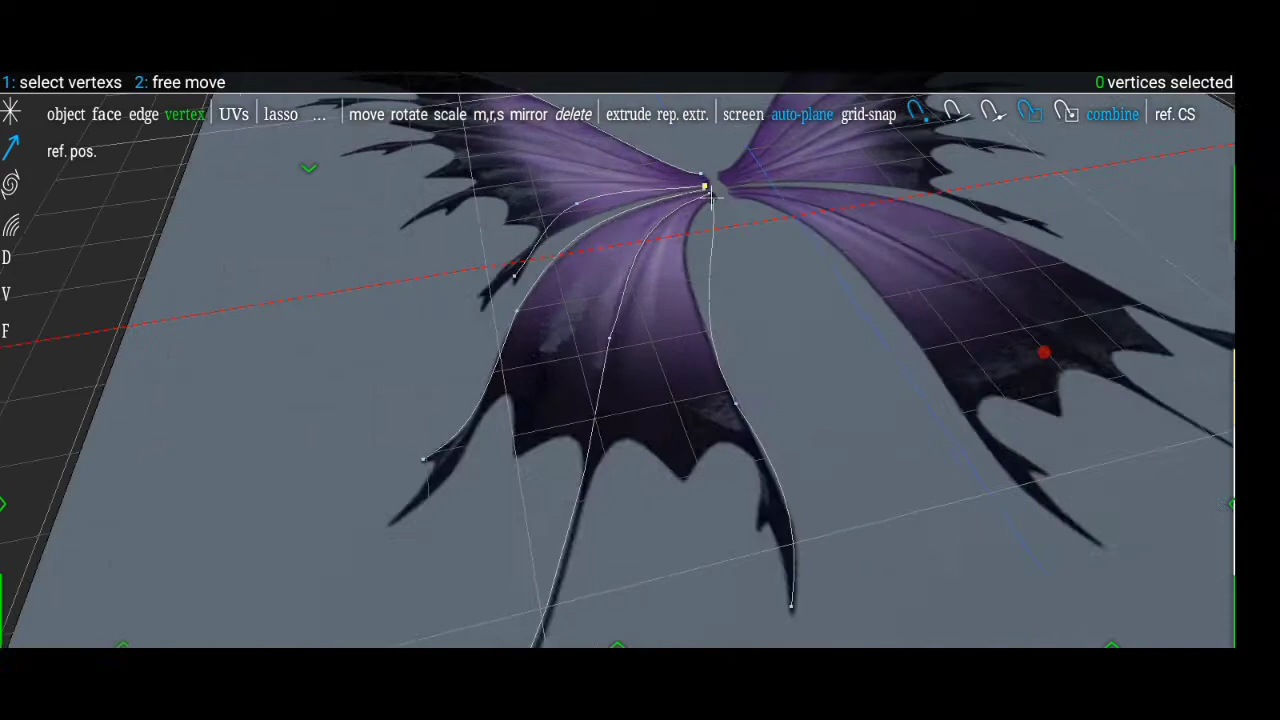 1: select vertexs 2: free move 0 vertices selected
object face edge vertex UVs lasso ... move rotate scale m,r,s mirror delete extrude rep. extr. screen auto-plane grid-snap combine ref. CS
ref. pos.
D
V
F